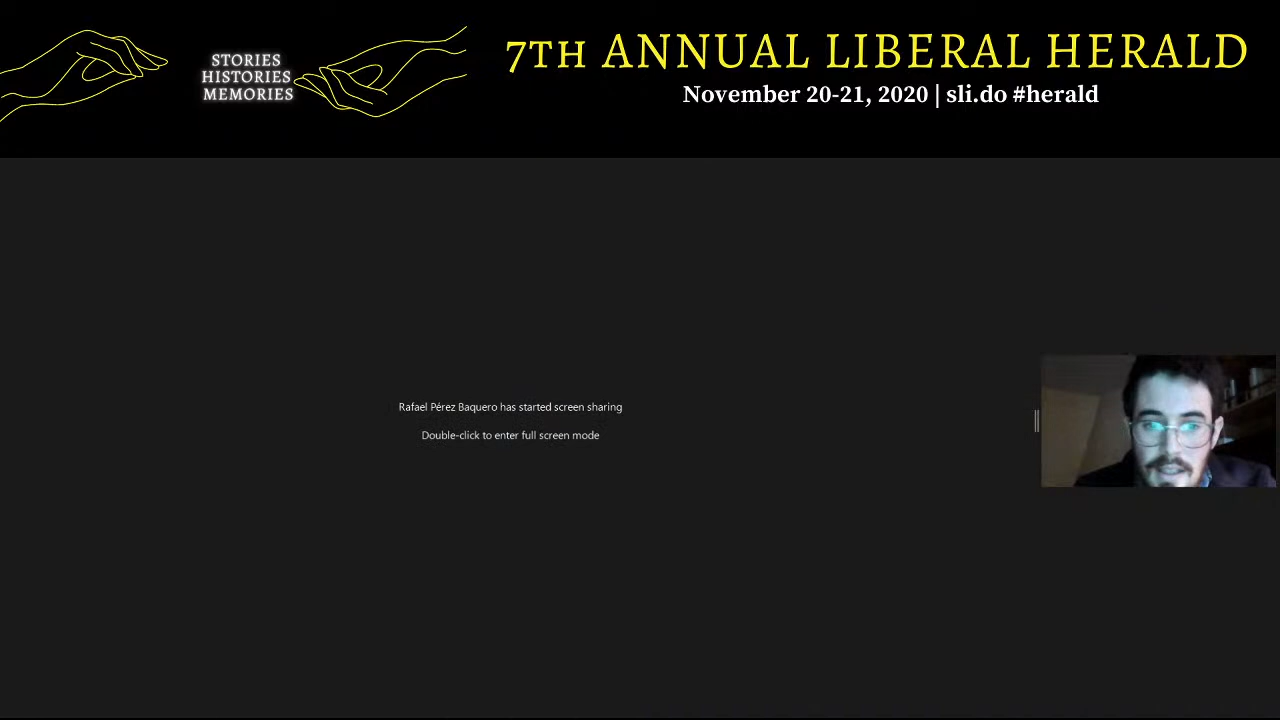 STORIES
HISTORIES
MEMORIES
7TH ANNUAL LIBERAL HERALD
November 20-21, 2020 | sli.do #herald
Rafael Pérez Baquero has started screen sharing
Double-click to enter full screen mode